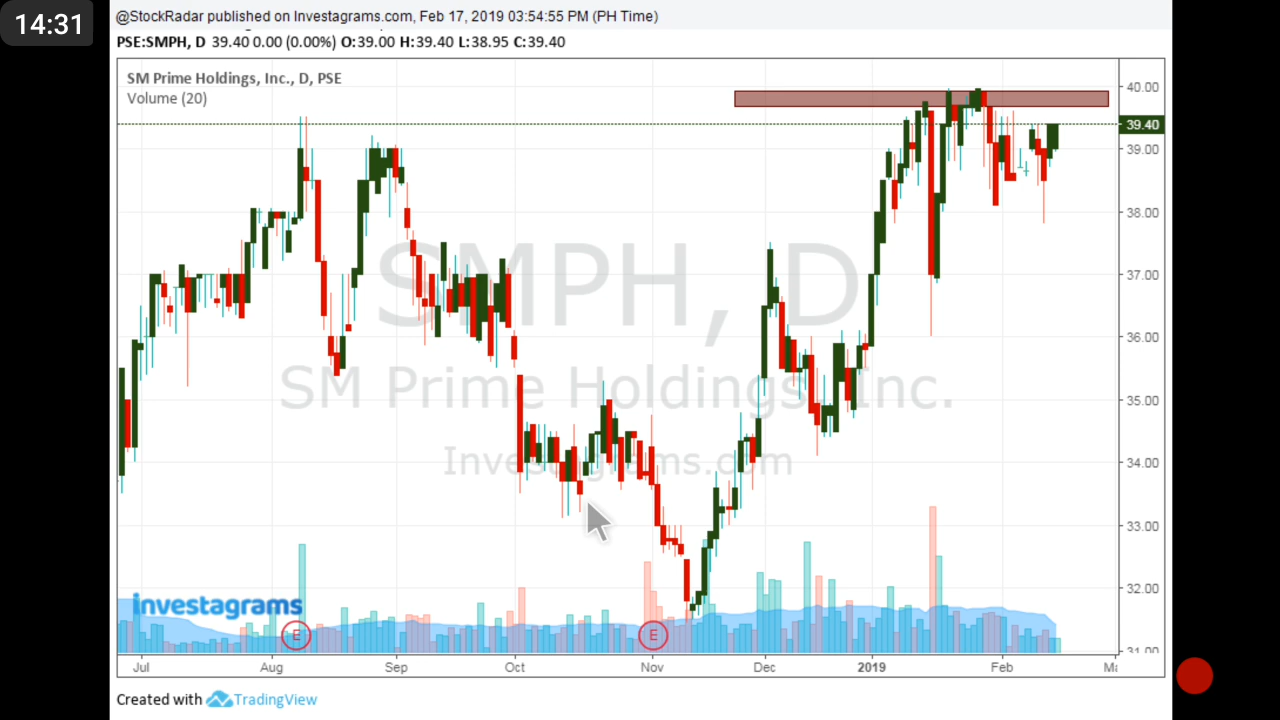 14:31
@StockRadar published on Investagrams.com, Feb 17, 2019 03:54:55 PM (PH Time)
PSE:SMPH, D 39.40 0.00 (0.00%) O:39.00 H:39.40 L:38.95 C:39.40
SM Prime Holdings, Inc., D, PSE
Volume (20)
40.00
39.40
39.00
38.00
37.00
36.00
35.00
34.00
33.00
32.00
31.00
SMPH, D
SM Prime Holdings, Inc.
Investagrams.com
investagrams
E
E
Jul Aug Sep Oct Nov Dec 2019 Feb
Created with TradingView